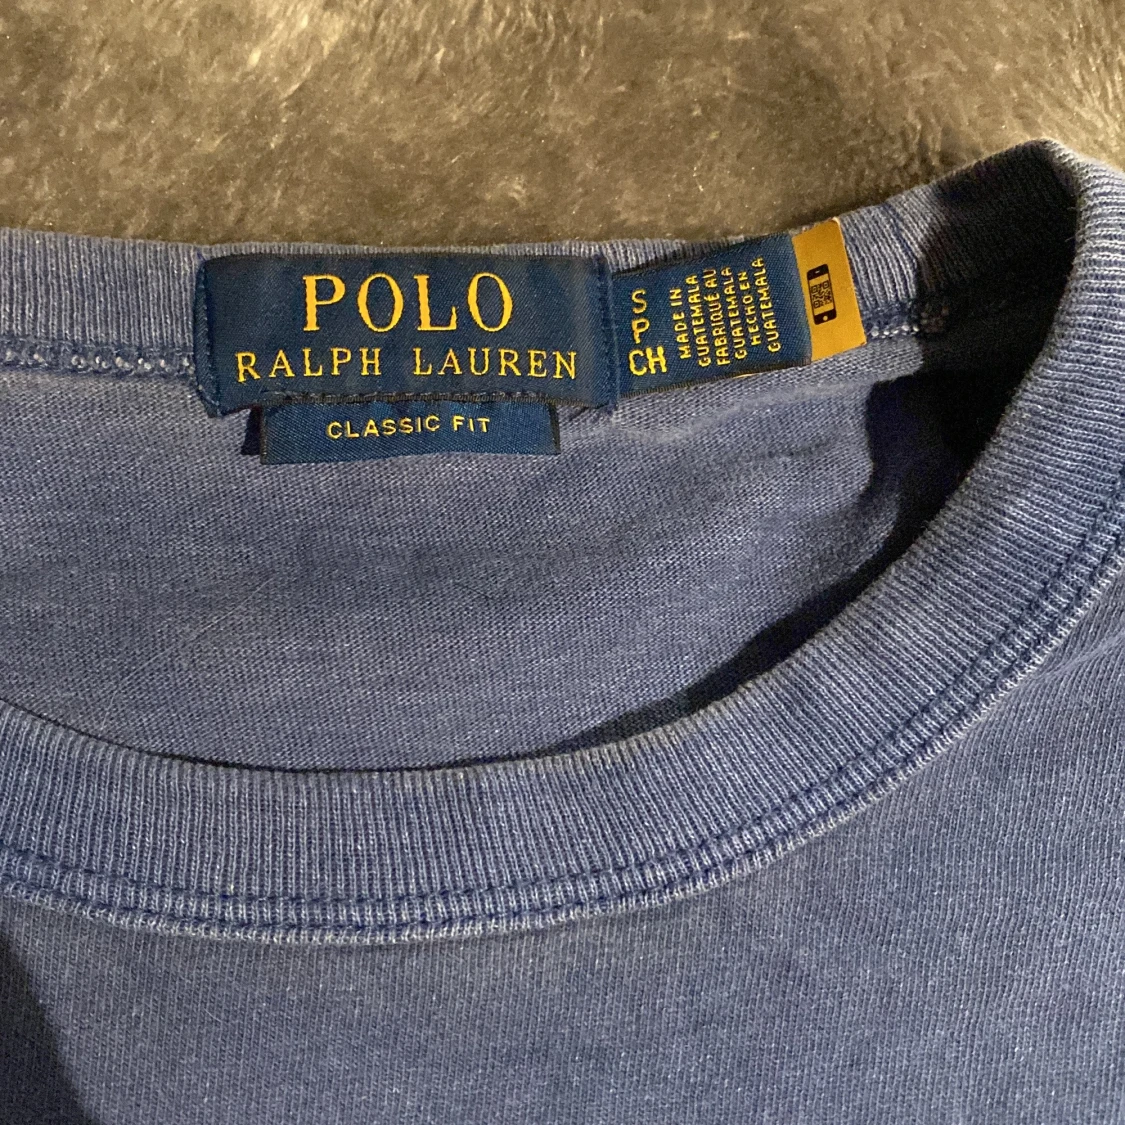 POLO
RALPH LAUREN
CLASSIC FIT
S
P
CH
MADE IN
GUATEMALA
FABRIQUÉ AU
GUATEMALA
HECHO EN
GUATEMALA